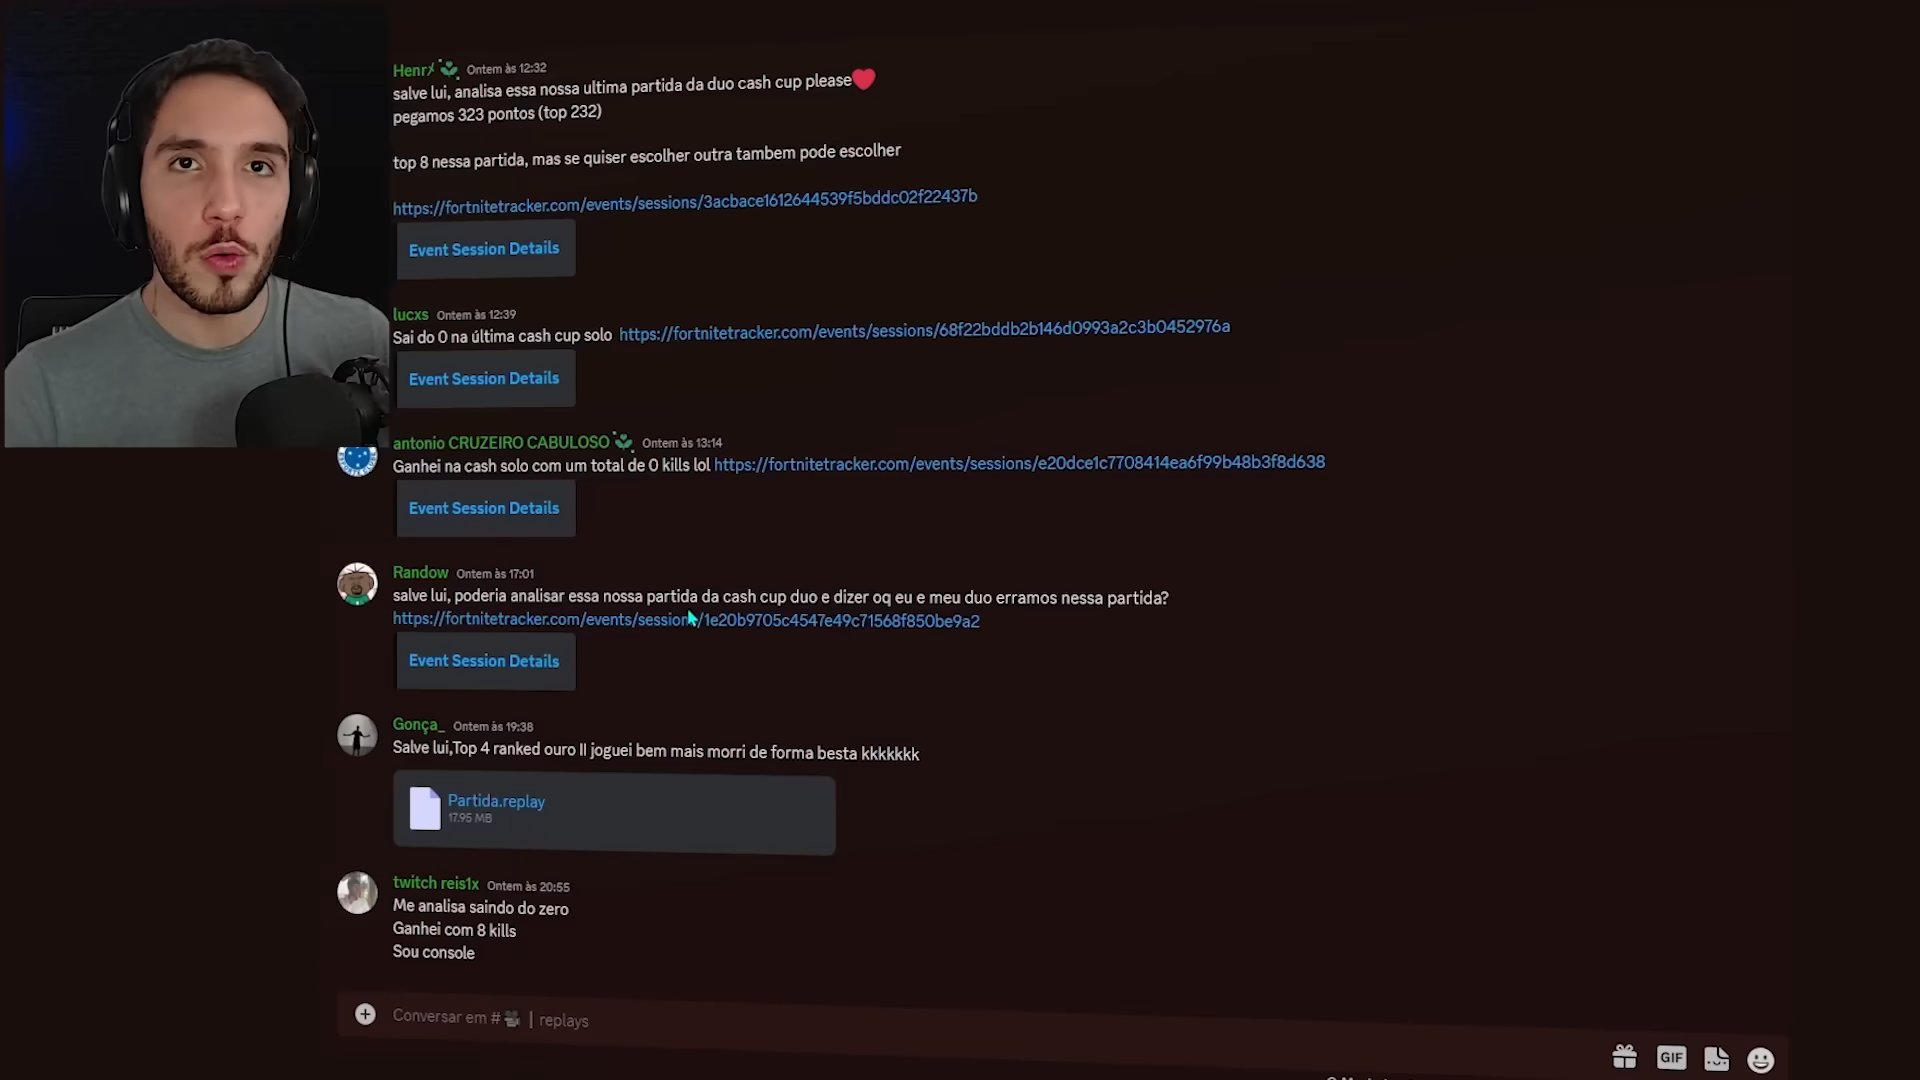 Henr⚡ Ontem às 12:32
salve lui, analisa essa nossa ultima partida da duo cash cup please❤️
pegamos 323 pontos (top 232)
top 8 nessa partida, mas se quiser escolher outra tambem pode escolher
https://fortnitetracker.com/events/sessions/3acbace1612644539f5bddc02f22437b
Event Session Details
lucxs Ontem às 12:39
Sai do 0 na última cash cup solo https://fortnitetracker.com/events/sessions/68f22bddb2b146d0993a2c3b0452976a
Event Session Details
antonio CRUZEIRO CABULOSO Ontem às 13:14
Ganhei na cash solo com um total de 0 kills lol https://fortnitetracker.com/events/sessions/e20dce1c7708414ea6f99b48b3f8d638
Event Session Details
Randow Ontem às 17:01
salve lui, poderia analisar essa nossa partida da cash cup duo e dizer oq eu e meu duo erramos nessa partida?
https://fortnitetracker.com/events/sessions/1e20b9705c4547e49c71568f850be9a2
Event Session Details
Gonça_ Ontem às 19:38
Salve lui,Top 4 ranked ouro II joguei bem mais morri de forma besta kkkkkkk
Partida.replay
17.95 MB
twitch reis1x Ontem às 20:55
Me analisa saindo do zero
Ganhei com 8 kills
Sou console
Conversar em # | replays
GIF